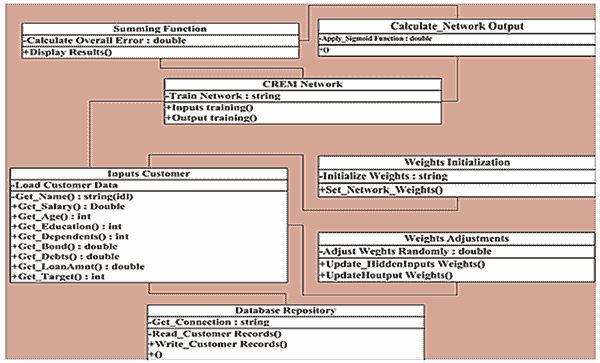 Summing Function
-Calculate Overall Error : double
+Display Results()
Calculate_Network Output
-Apply_Sigmoid Function : double
+()
CREM Network
-Train Network : string
+Inputs training()
+Output training()
Inputs Customer
-Load Customer Data
-Get_Name() : string(idl)
+Get_Salary() : Double
+Get_Age() : int
+Get_Education() : int
+Get_Dependents() : int
+Get_Bond() : double
+Get_Debts() : double
+Get_LoanAmnt() : double
+Get_Target() : int
Weights Initialization
-Initialize Weights : string
+Set_Network_Weights()
Weights Adjustments
-Adjust Weghts Randomly : double
+Update_HiddenInputs Weights()
+UpdateHoutput Weights()
Database Repository
-Get_Connection : string
-Read_Customer Records()
+Write_Customer Records()
+()